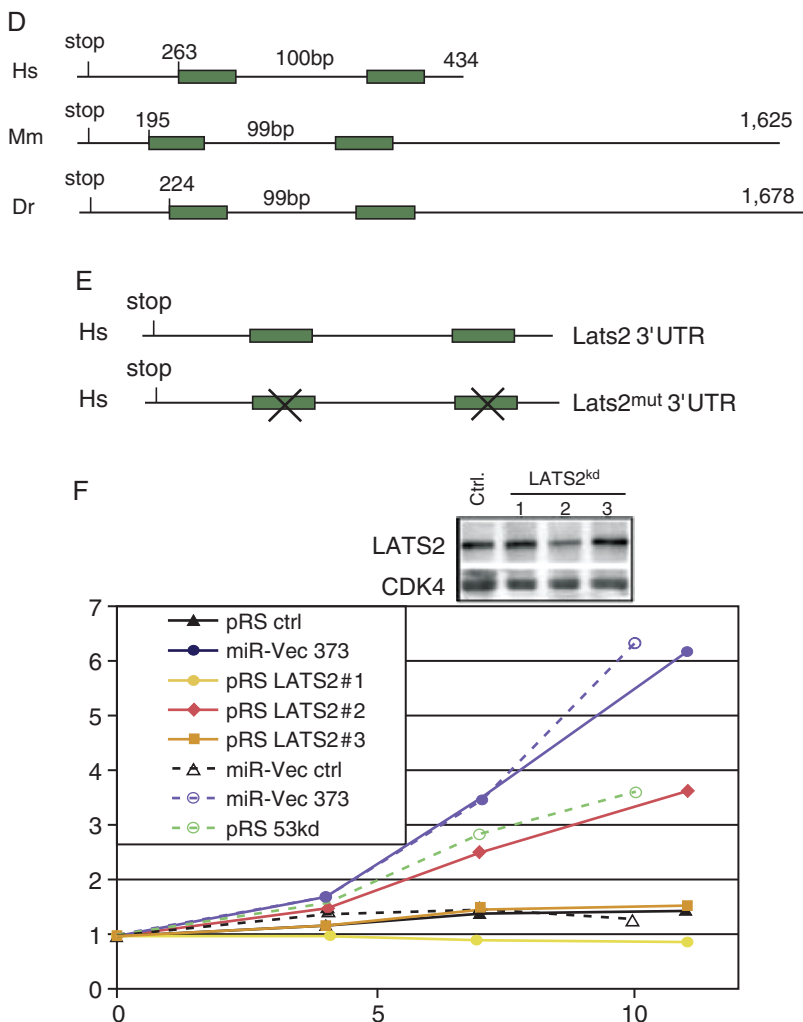 D
stop
263
100bp
434
Hs
stop
195
99bp
1,625
Mm
stop
224
99bp
1,678
Dr
E
stop
Hs
Lats2 3'UTR
stop
Hs
Lats2mut 3'UTR
F
Ctrl.
LATS2kd
1 2 3
LATS2
CDK4
7
6
5
4
3
2
1
0
pRS ctrl
miR-Vec 373
pRS LATS2#1
pRS LATS2#2
pRS LATS2#3
miR-Vec ctrl
miR-Vec 373
pRS 53kd
0 5 10